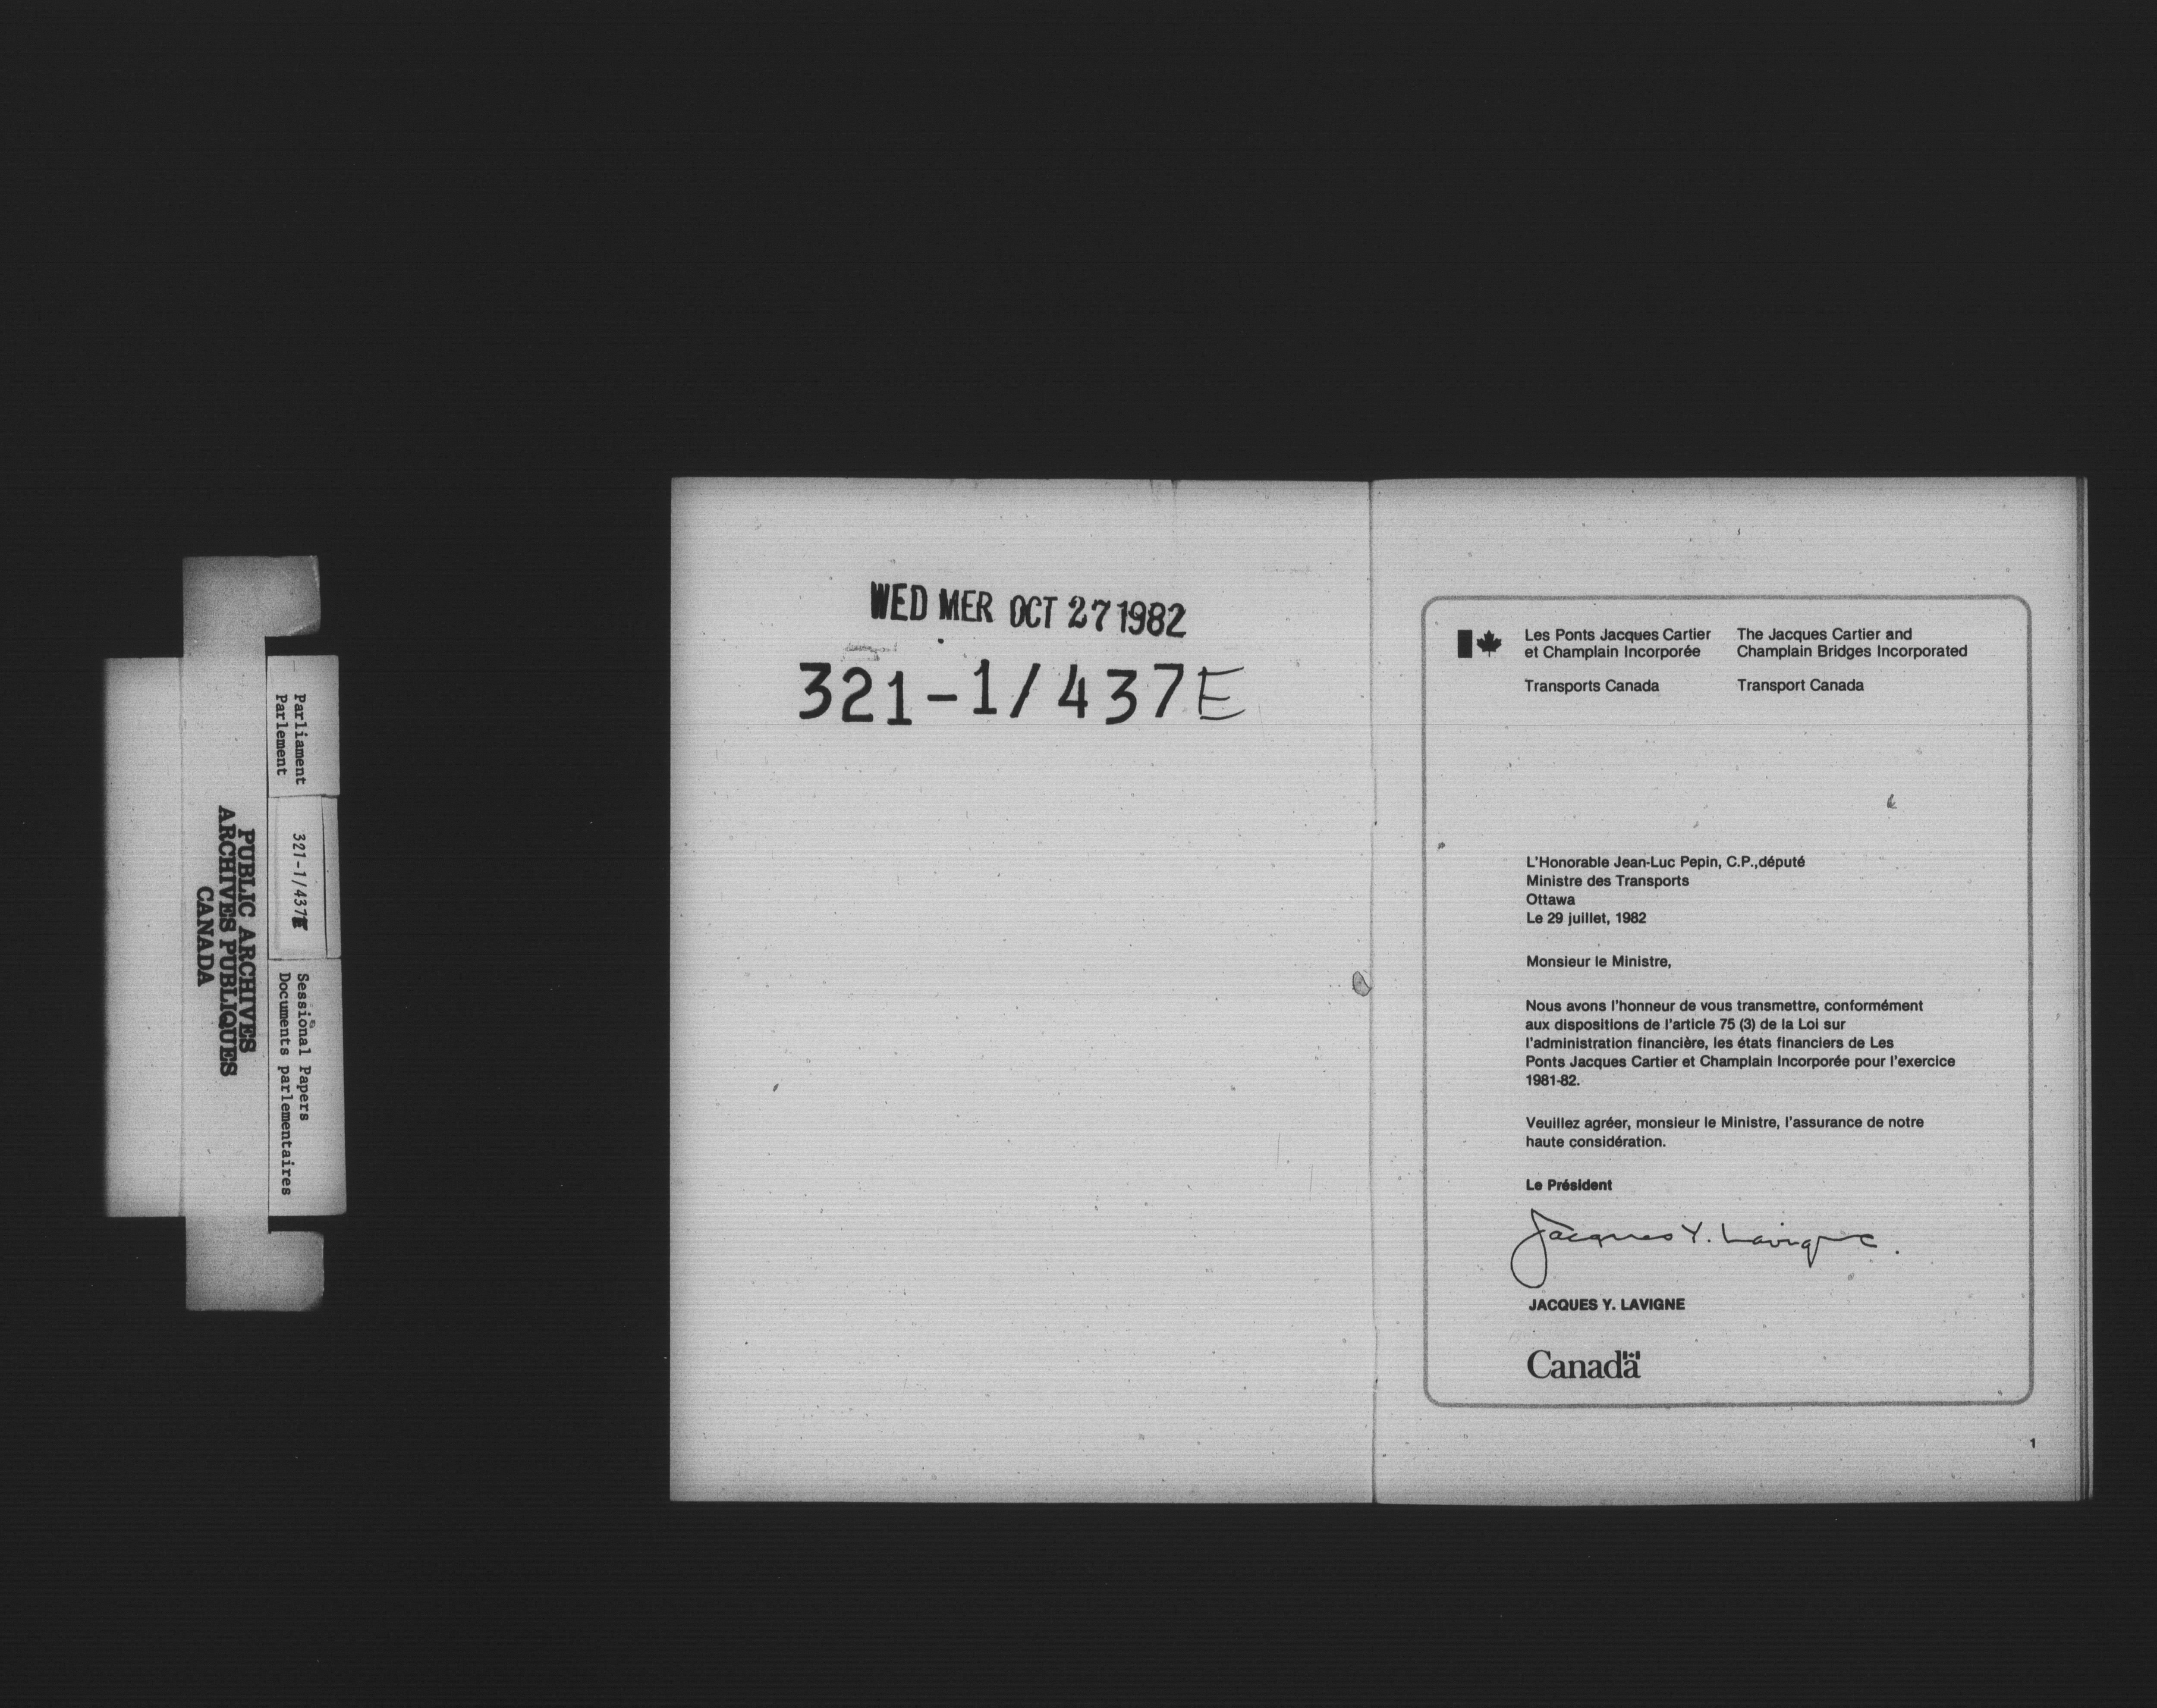 Parliament
Parlement
321-1/437E
Sessional Papers
Documents parlementaires
PUBLIC ARCHIVES
ARCHIVES PUBLIQUES
CANADA
WED MER OCT 27 1982
321-1/437E
Les Ponts Jacques Cartier
et Champlain Incorporée
Transports Canada
The Jacques Cartier and
Champlain Bridges Incorporated
Transport Canada
L'Honorable Jean-Luc Pepin, C.P.,député
Ministre des Transports
Ottawa
Le 29 juillet, 1982
Monsieur le Ministre,
Nous avons l'honneur de vous transmettre, conformément
aux dispositions de l'article 75 (3) de la Loi sur
l'administration financière, les états financiers de Les
Ponts Jacques Cartier et Champlain Incorporée pour l'exercice
1981-82.
Veuillez agréer, monsieur le Ministre, l'assurance de notre
haute considération.
Le Président
Jacques Y. Lavigne.
JACQUES Y. LAVIGNE
Canada
1